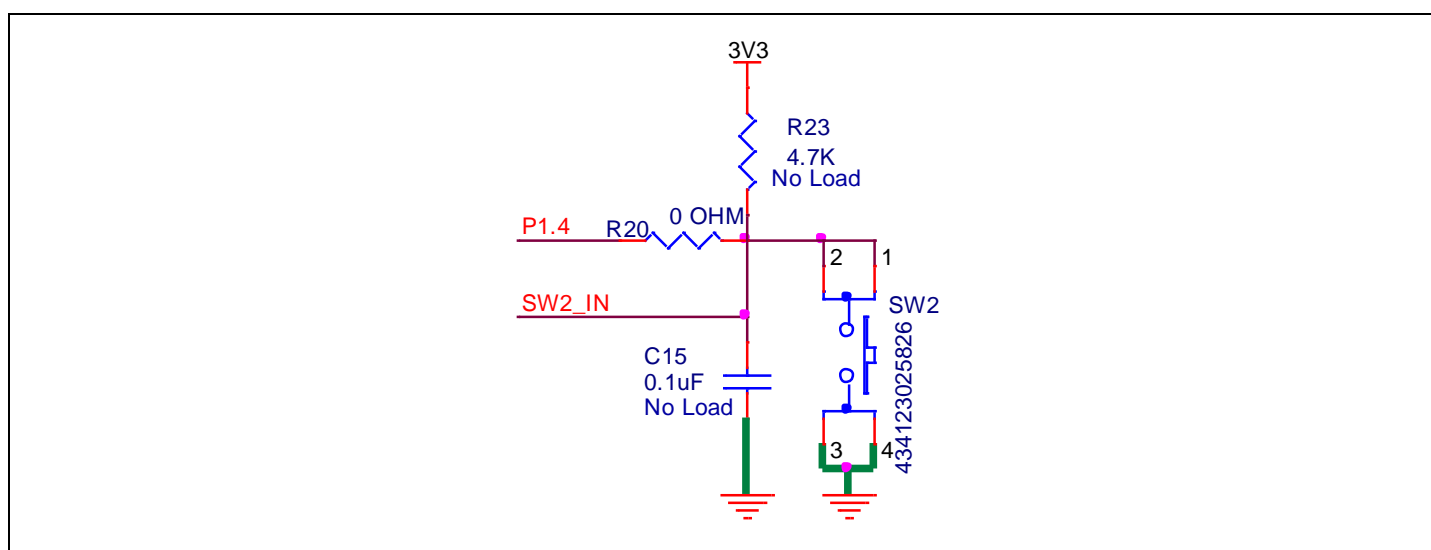 3V3
R23
4.7K
No Load
0 OHM
P1.4
R20
2
1
SW2_IN
SW2
C15
0.1uF
No Load
434123025826
3
4